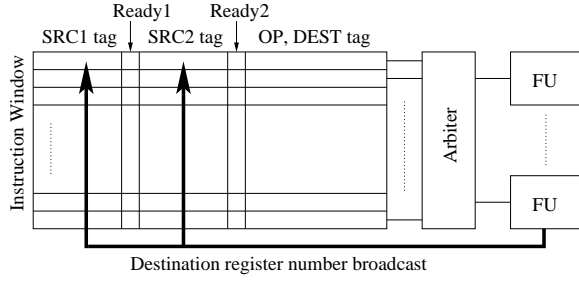 Ready1 Ready2
SRC1 tag SRC2 tag OP, DEST tag
Instruction Window
Arbiter
FU
FU
Destination register number broadcast